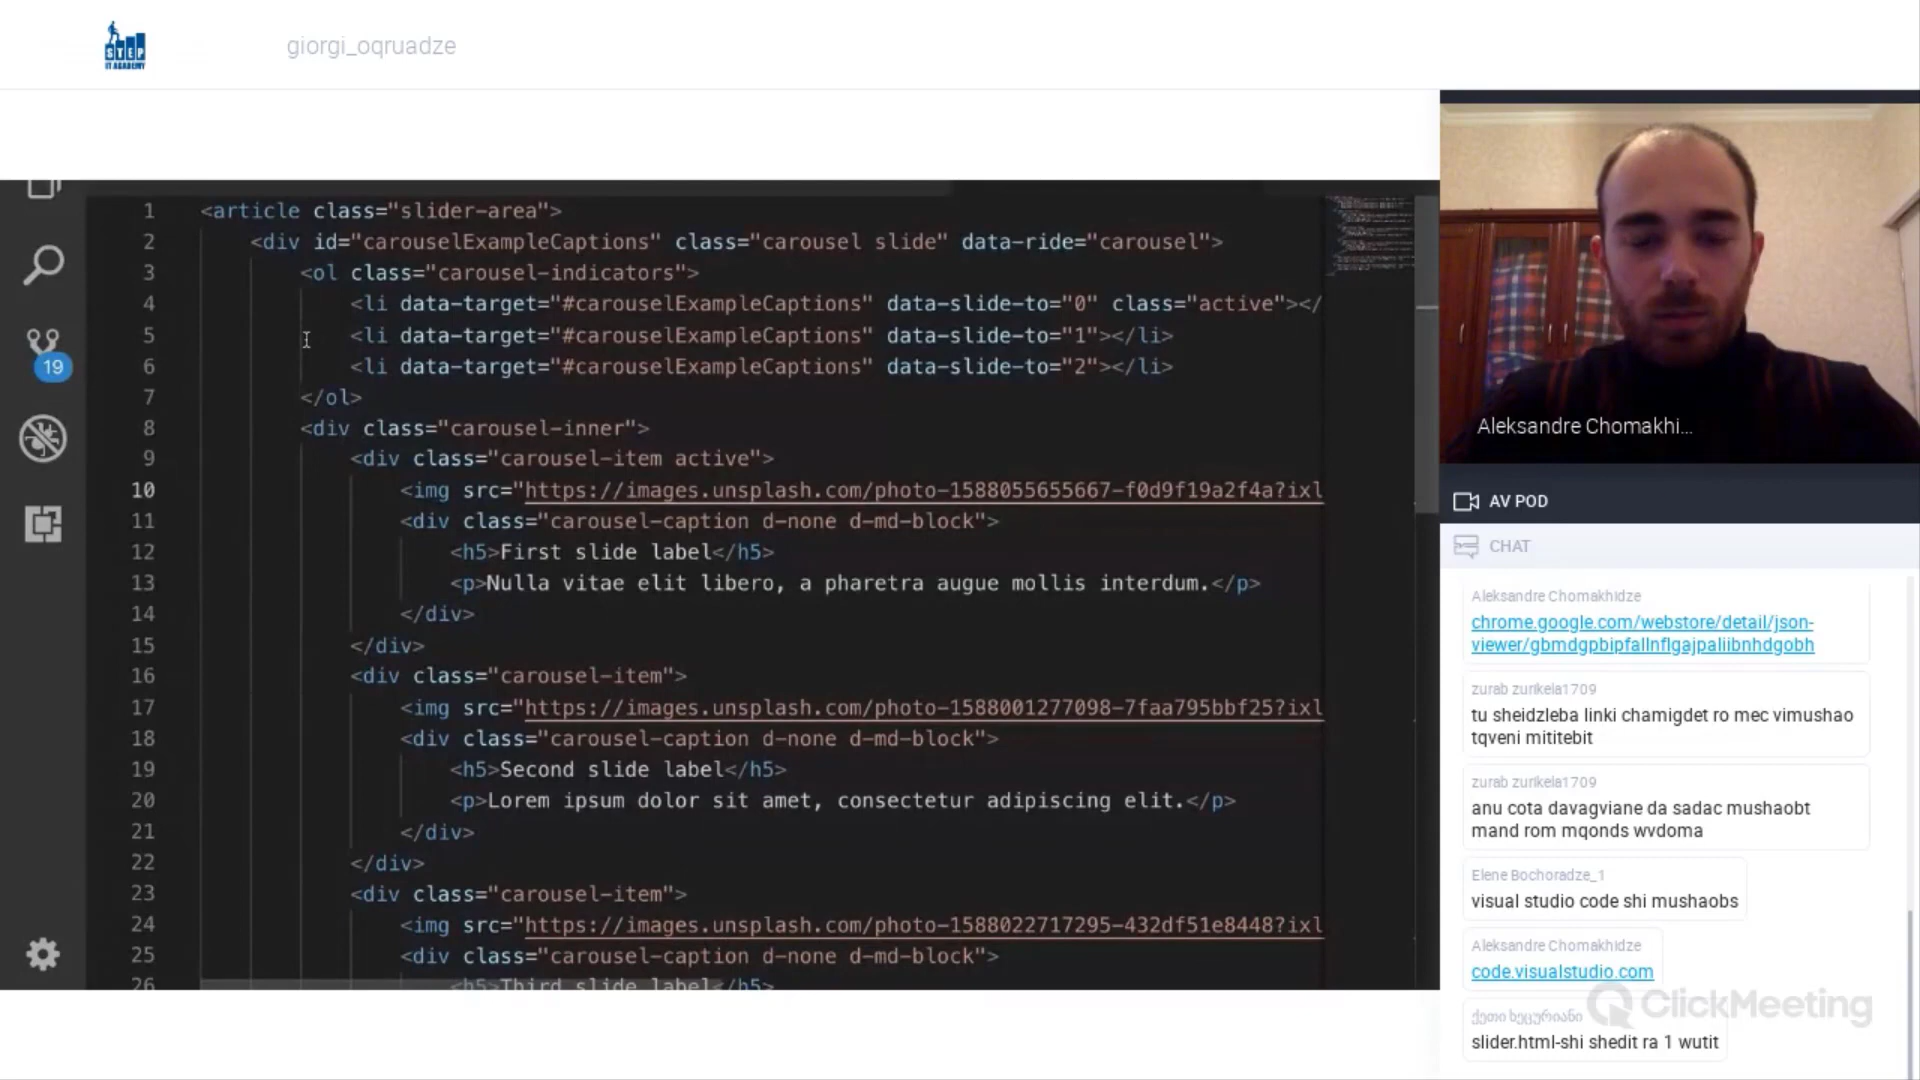 STEP
IT ACADEMY
giorgi_oqruadze
1 <article class="slider-area">
2 <div id="carouselExampleCaptions" class="carousel slide" data-ride="carousel">
3 <ol class="carousel-indicators">
4 <li data-target="#carouselExampleCaptions" data-slide-to="0" class="active"></
5 <li data-target="#carouselExampleCaptions" data-slide-to="1"></li>
6 <li data-target="#carouselExampleCaptions" data-slide-to="2"></li>
7 </ol>
8 <div class="carousel-inner">
9 <div class="carousel-item active">
10 <img src="https://images.unsplash.com/photo-1588055655667-f0d9f19a2f4a?ixl
11 <div class="carousel-caption d-none d-md-block">
12 <h5>First slide label</h5>
13 <p>Nulla vitae elit libero, a pharetra augue mollis interdum.</p>
14 </div>
15 </div>
16 <div class="carousel-item">
17 <img src="https://images.unsplash.com/photo-1588001277098-7faa795bbf25?ixl
18 <div class="carousel-caption d-none d-md-block">
19 <h5>Second slide label</h5>
20 <p>Lorem ipsum dolor sit amet, consectetur adipiscing elit.</p>
21 </div>
22 </div>
23 <div class="carousel-item">
24 <img src="https://images.unsplash.com/photo-1588022717295-432df51e8448?ixl
25 <div class="carousel-caption d-none d-md-block">
26 <h5>Third slide label</h5>
19
Aleksandre Chomakhi...
AV POD
CHAT
Aleksandre Chomakhidze
chrome.google.com/webstore/detail/json-
viewer/gbmdgpbipfallnflgajpaliibnhdgobh
zurab zurikela1709
tu sheidzleba linki chamigdet ro mec vimushao
tqveni mititebit
zurab zurikela1709
anu cota davagviane da sadac mushaobt
mand rom mqonds wvdoma
Elene Bochoradze_1
visual studio code shi mushaobs
Aleksandre Chomakhidze
code.visualstudio.com
ქეთი ხეცურიანი
slider.html-shi shedit ra 1 wutit
ClickMeeting